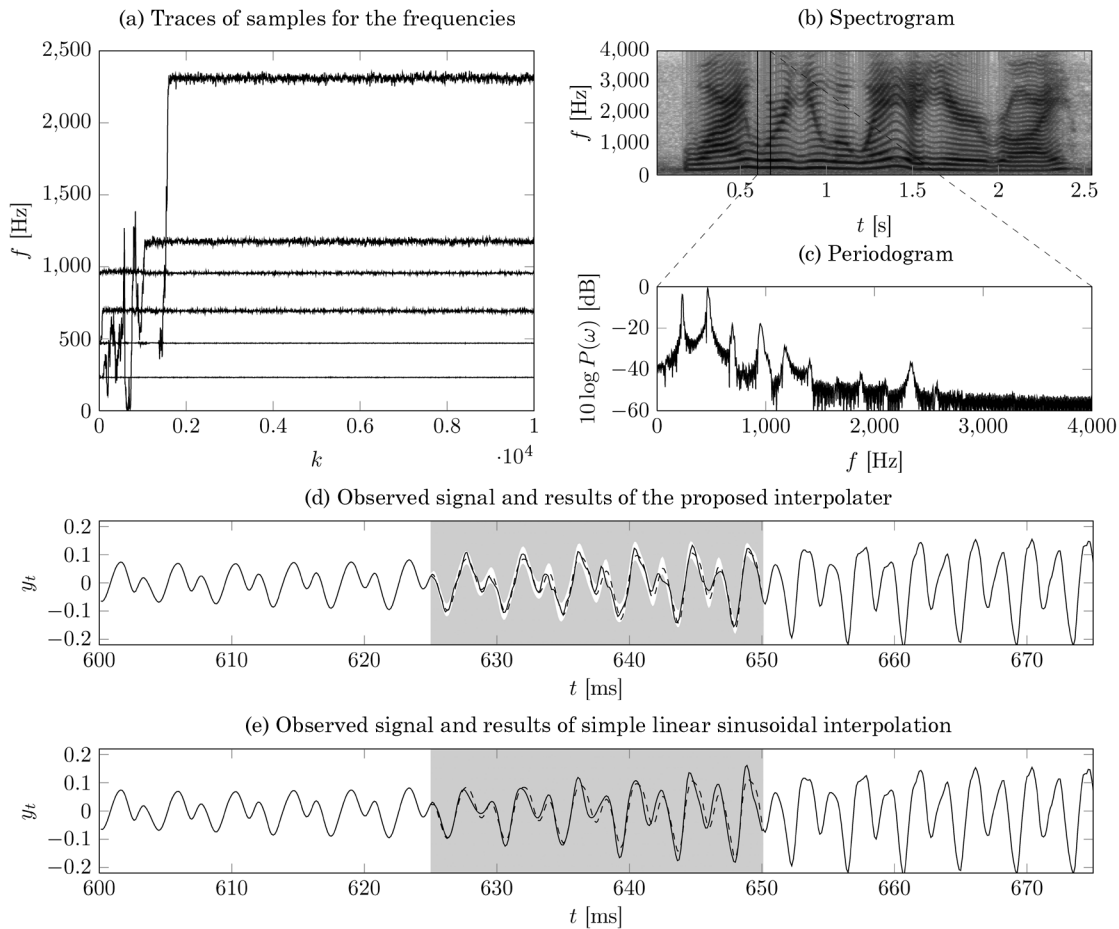 (a) Traces of samples for the frequencies
2,500
2,000
1,500
1,000
500
0
f [Hz]
0 0.2 0.4 0.6 0.8 1
k
·10⁴
(b) Spectrogram
4,000
3,000
2,000
1,000
0
f [Hz]
0.5 1 1.5 2 2.5
t [s]
(c) Periodogram
0
−20
−40
−60
10 log P(ω) [dB]
0 1,000 2,000 3,000 4,000
f [Hz]
(d) Observed signal and results of the proposed interpolater
0.2
0.1
0
−0.1
−0.2
yₜ
600 610 620 630 640 650 660 670
t [ms]
(e) Observed signal and results of simple linear sinusoidal interpolation
0.2
0.1
0
−0.1
−0.2
yₜ
600 610 620 630 640 650 660 670
t [ms]